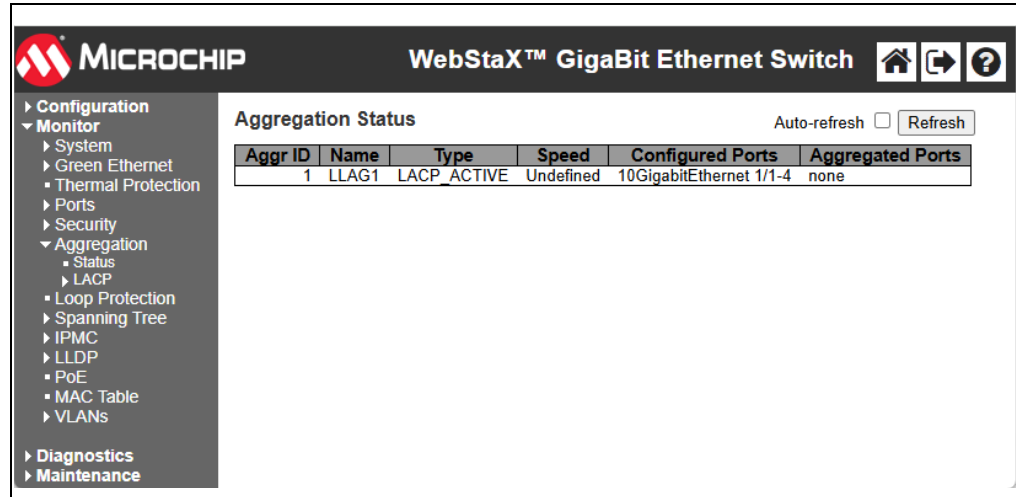 MICROCHIP
WebStaX™ GigaBit Ethernet Switch
Configuration
Monitor
System
Green Ethernet
Thermal Protection
Ports
Security
Aggregation
Status
LACP
Loop Protection
Spanning Tree
IPMC
LLDP
PoE
MAC Table
VLANs
Diagnostics
Maintenance
Aggregation Status
Auto-refresh Refresh
Aggr ID Name Type Speed Configured Ports Aggregated Ports
1 LLAG1 LACP_ACTIVE Undefined 10GigabitEthernet 1/1-4 none